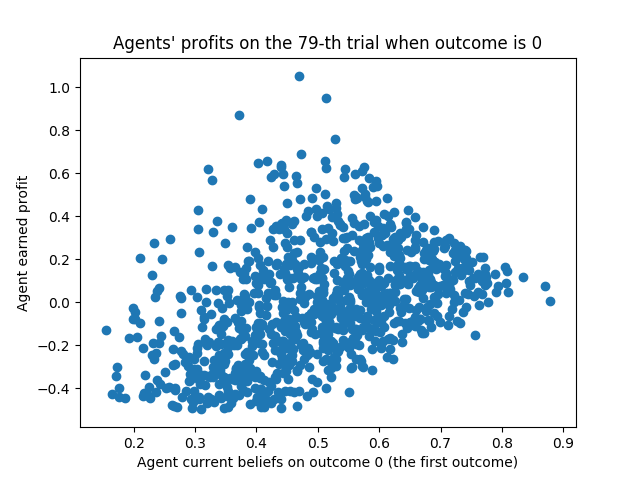 Agents' profits on the 79-th trial when outcome is 0
Agent earned profit
1.0
0.8
0.6
0.4
0.2
0.0
−0.2
−0.4
0.2 0.3 0.4 0.5 0.6 0.7 0.8 0.9
Agent current beliefs on outcome 0 (the first outcome)